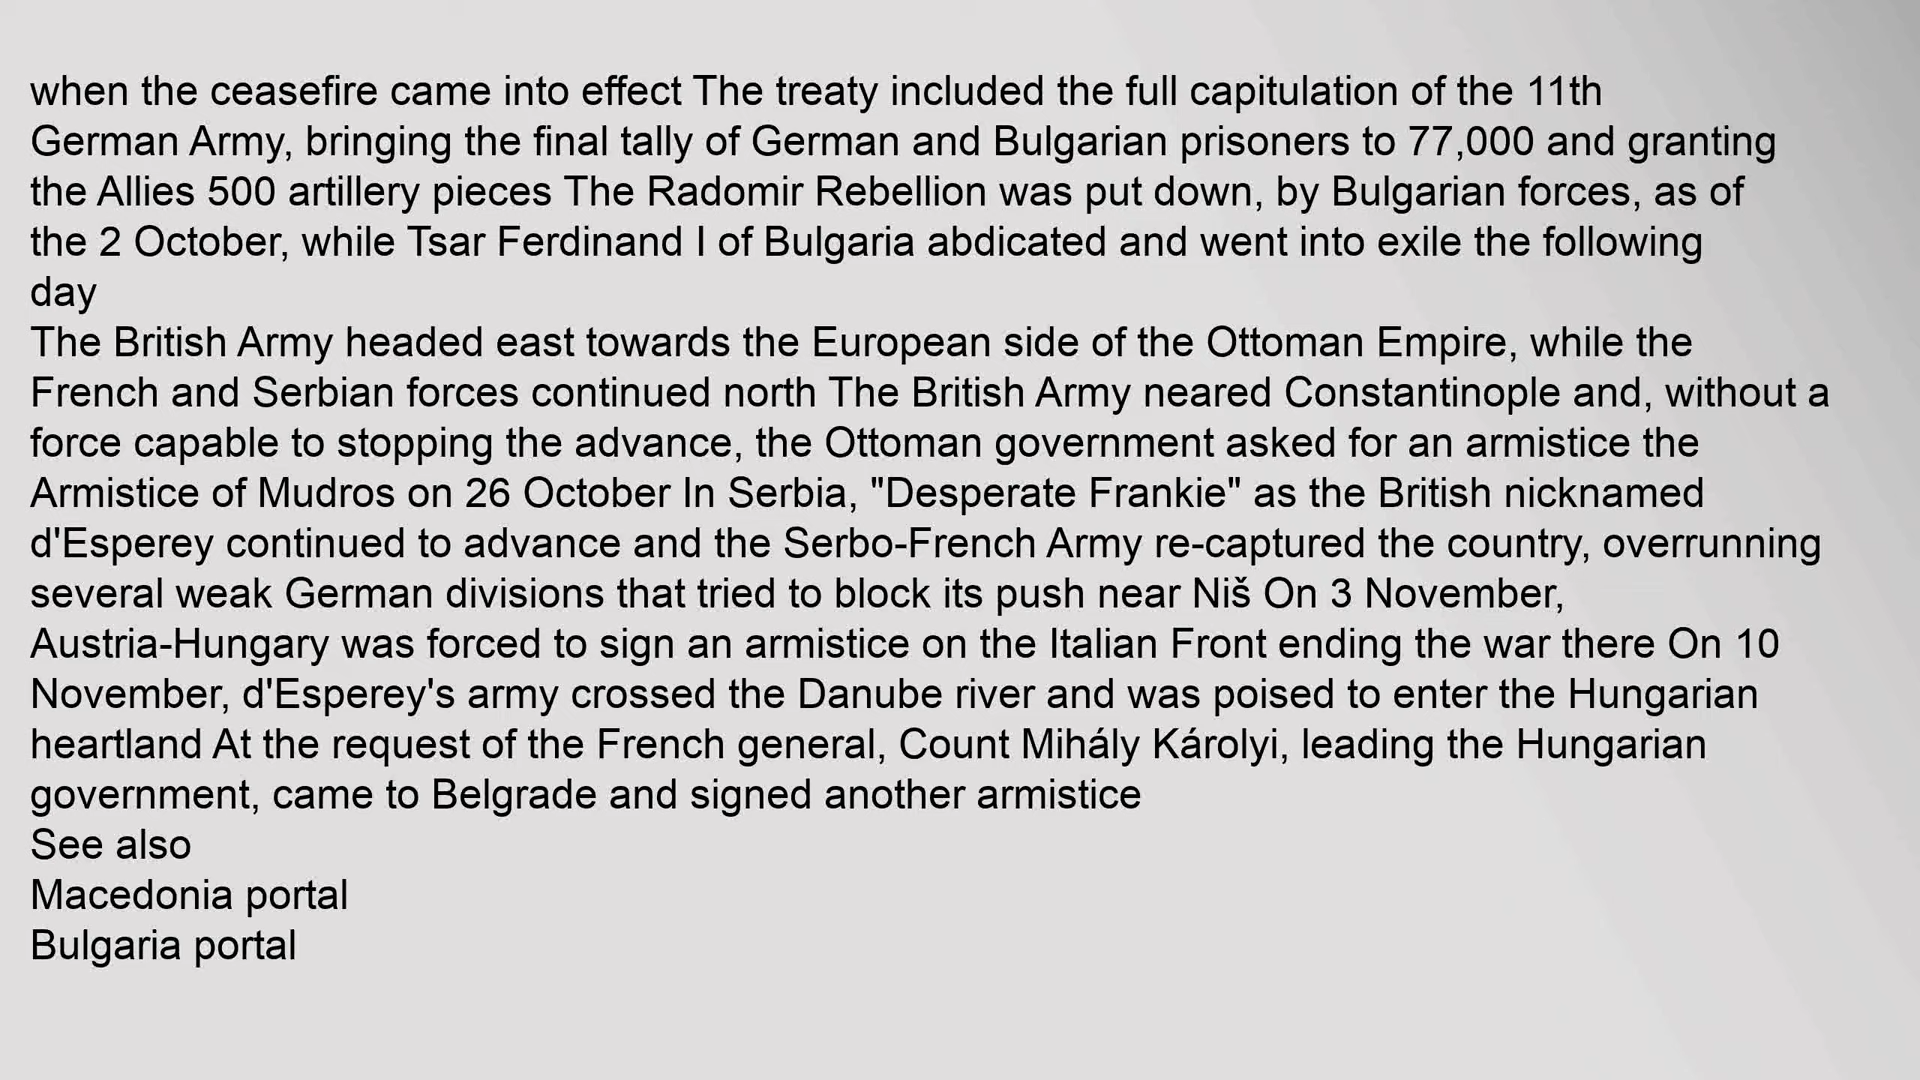 when the ceasefire came into effect The treaty included the full capitulation of the 11th
German Army, bringing the final tally of German and Bulgarian prisoners to 77,000 and granting
the Allies 500 artillery pieces The Radomir Rebellion was put down, by Bulgarian forces, as of
the 2 October, while Tsar Ferdinand I of Bulgaria abdicated and went into exile the following
day
The British Army headed east towards the European side of the Ottoman Empire, while the
French and Serbian forces continued north The British Army neared Constantinople and, without a
force capable to stopping the advance, the Ottoman government asked for an armistice the
Armistice of Mudros on 26 October In Serbia, "Desperate Frankie" as the British nicknamed
d'Esperey continued to advance and the Serbo-French Army re-captured the country, overrunning
several weak German divisions that tried to block its push near Niš On 3 November,
Austria-Hungary was forced to sign an armistice on the Italian Front ending the war there On 10
November, d'Esperey's army crossed the Danube river and was poised to enter the Hungarian
heartland At the request of the French general, Count Mihály Károlyi, leading the Hungarian
government, came to Belgrade and signed another armistice
See also
Macedonia portal
Bulgaria portal